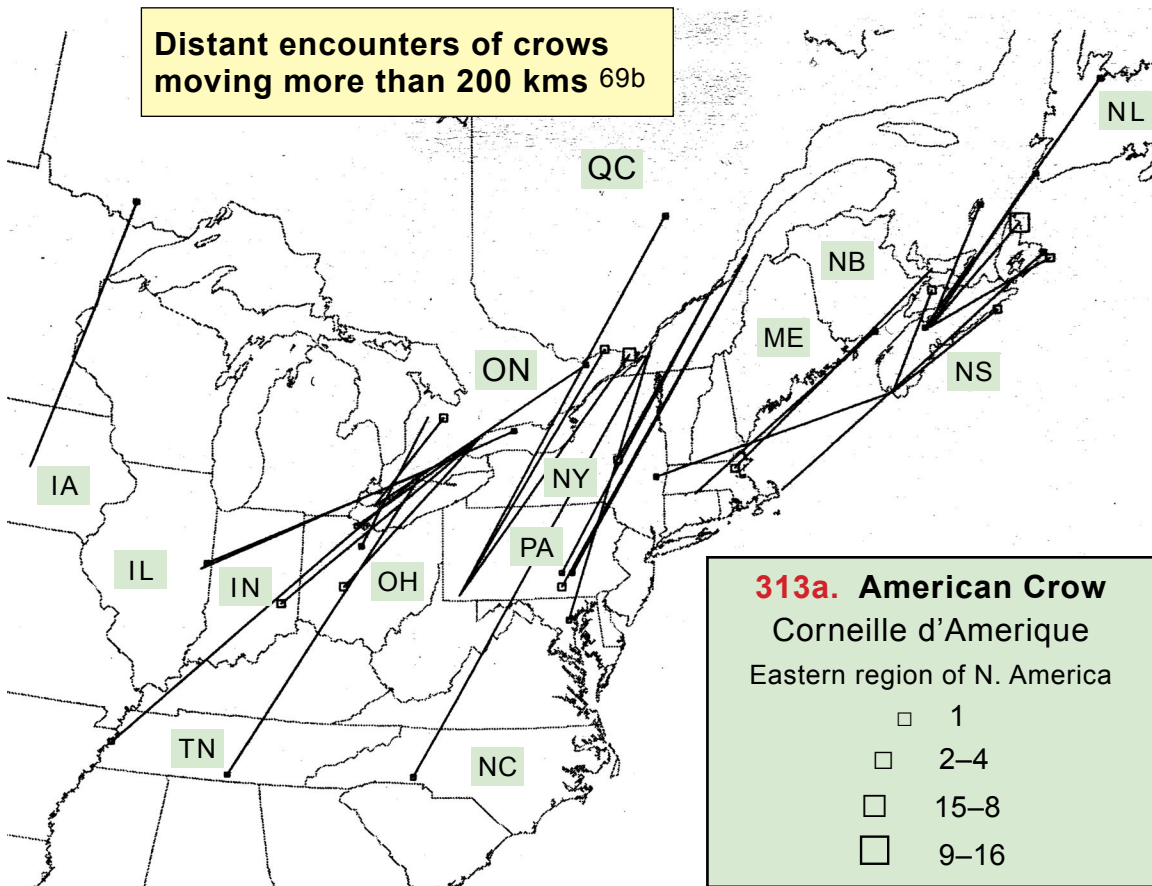 Distant encounters of crows
moving more than 200 kms 69b
NL
QC
NB
ME
ON
NS
IA
NY
PA
IL
IN
OH
TN
NC
313a. American Crow
Corneille d’Amerique
Eastern region of N. America
1
2–4
15–8
9–16